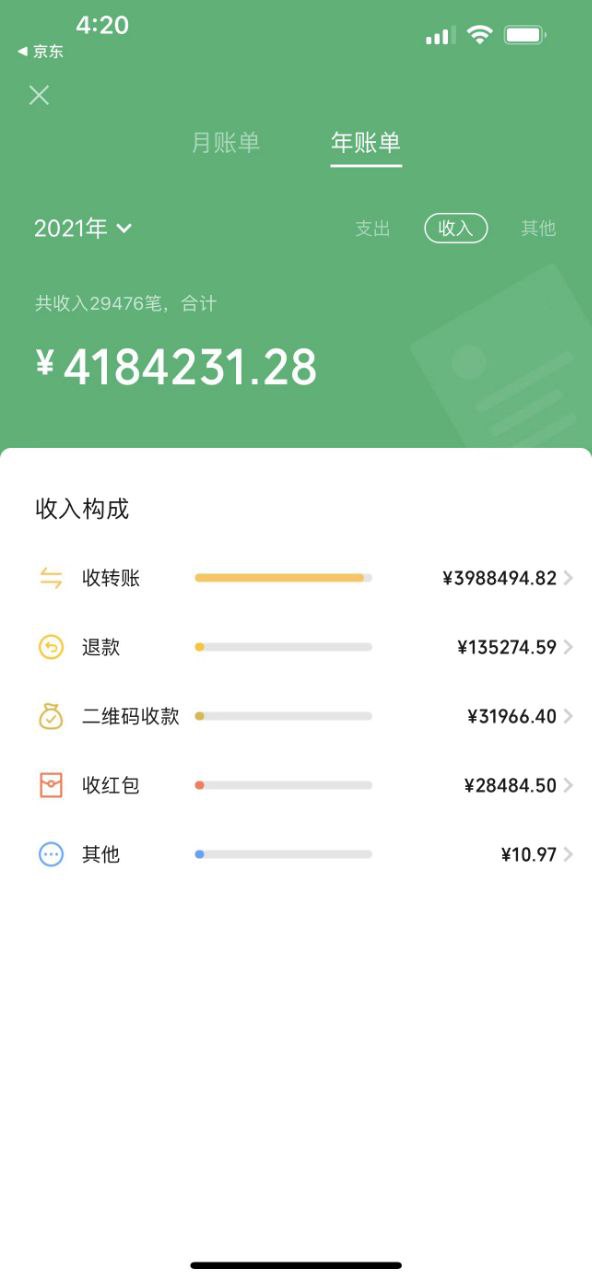 4:20
◀ 京东
月账单 年账单
2021年 支出 收入 其他
共收入29476笔，合计
¥4184231.28
收入构成
收转账 ¥3988494.82
退款 ¥135274.59
二维码收款 ¥31966.40
收红包 ¥28484.50
其他 ¥10.97